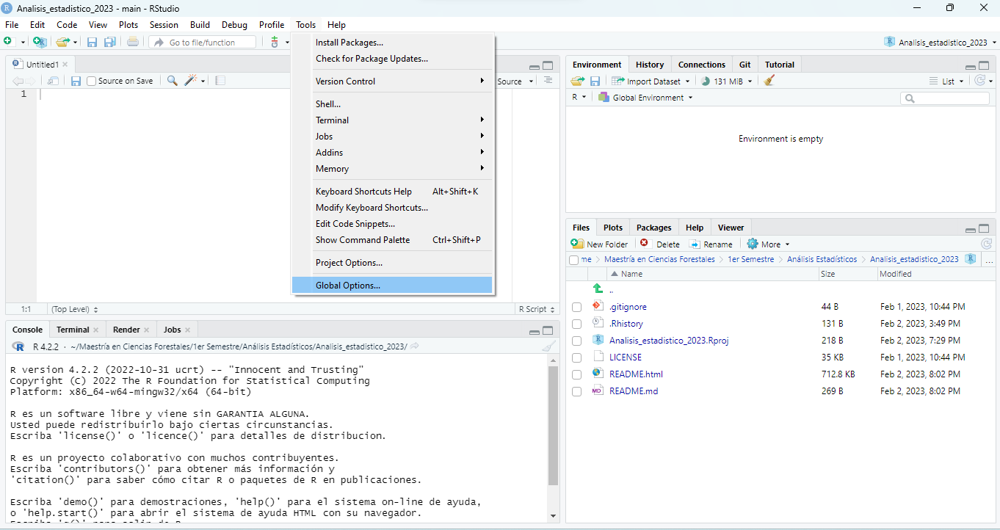 Analisis_estadistico_2023 - main - RStudio
File Edit Code View Plots Session Build Debug Profile Tools Help
Go to file/function
Analisis_estadistico_2023
Install Packages...
Check for Package Updates...
Version Control
Shell...
Terminal
Jobs
Addins
Memory
Keyboard Shortcuts Help Alt+Shift+K
Modify Keyboard Shortcuts...
Edit Code Snippets...
Show Command Palette Ctrl+Shift+P
Project Options...
Global Options...
Untitled1
Source on Save
Source
1
1:1 (Top Level) R Script
Console Terminal Render Jobs
R 4.2.2 · ~/Maestría en Ciencias Forestales/1er Semestre/Análisis Estadísticos/Analisis_estadistico_2023/
R version 4.2.2 (2022-10-31 ucrt) -- "Innocent and Trusting"
Copyright (C) 2022 The R Foundation for Statistical Computing
Platform: x86_64-w64-mingw32/x64 (64-bit)
R es un software libre y viene sin GARANTIA ALGUNA.
Usted puede redistribuirlo bajo ciertas circunstancias.
Escriba 'license()' o 'licence()' para detalles de distribucion.
R es un proyecto colaborativo con muchos contribuyentes.
Escriba 'contributors()' para obtener más información y
'citation()' para saber cómo citar R o paquetes de R en publicaciones.
Escriba 'demo()' para demostraciones, 'help()' para el sistema on-line de ayuda,
o 'help.start()' para abrir el sistema de ayuda HTML con su navegador.
Escriba 'q()' para salir de R.
Environment History Connections Git Tutorial
Import Dataset 131 MiB List
R Global Environment
Environment is empty
Files Plots Packages Help Viewer
New Folder Delete Rename More
me Maestría en Ciencias Forestales 1er Semestre Análisis Estadísticos Analisis_estadistico_2023 ...
Name Size Modified
..
.gitignore 44 B Feb 1, 2023, 10:44 PM
.Rhistory 131 B Feb 2, 2023, 3:49 PM
Analisis_estadistico_2023.Rproj 218 B Feb 2, 2023, 7:29 PM
LICENSE 35 KB Feb 1, 2023, 10:44 PM
README.html 712.8 KB Feb 2, 2023, 8:02 PM
README.md 269 B Feb 2, 2023, 8:02 PM